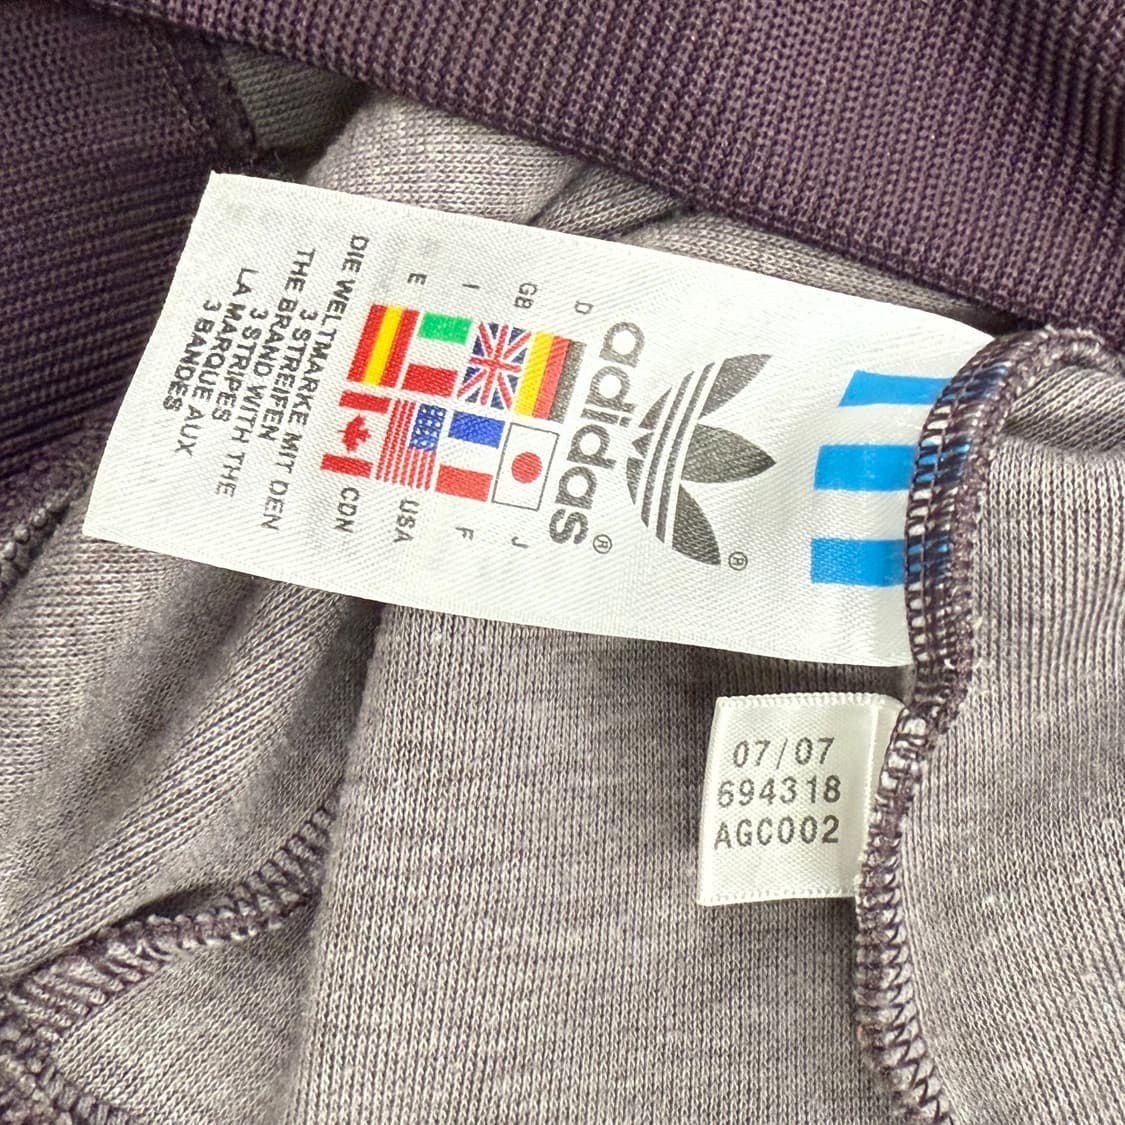 adidas®
®
D
GB
I
E
J
F
USA
CDN
DIE WELTMARKE MIT DEN
3 STREIFEN
THE BRAND WITH THE
3 STRIPES
LA MARQUE AUX
3 BANDES
07/07
694318
AGC002